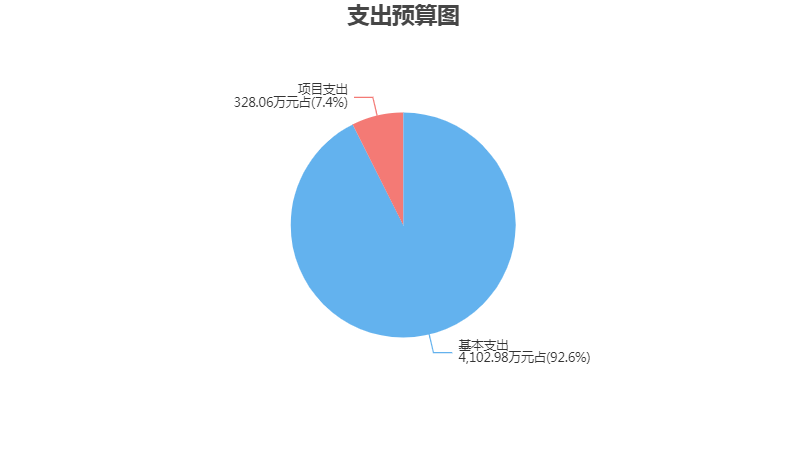 支出预算图
项目支出
328.06万元占(7.4%)
基本支出
4,102.98万元占(92.6%)